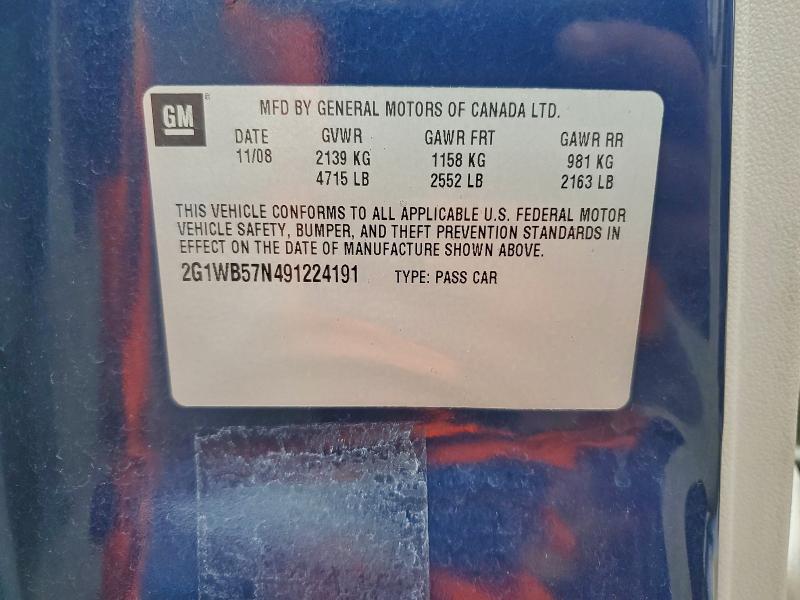 GM
MFD BY GENERAL MOTORS OF CANADA LTD.
DATE GVWR GAWR FRT GAWR RR
11/08 2139 KG 1158 KG 981 KG
4715 LB 2552 LB 2163 LB
THIS VEHICLE CONFORMS TO ALL APPLICABLE U.S. FEDERAL MOTOR
VEHICLE SAFETY, BUMPER, AND THEFT PREVENTION STANDARDS IN
EFFECT ON THE DATE OF MANUFACTURE SHOWN ABOVE.
2G1WB57N491224191 TYPE: PASS CAR